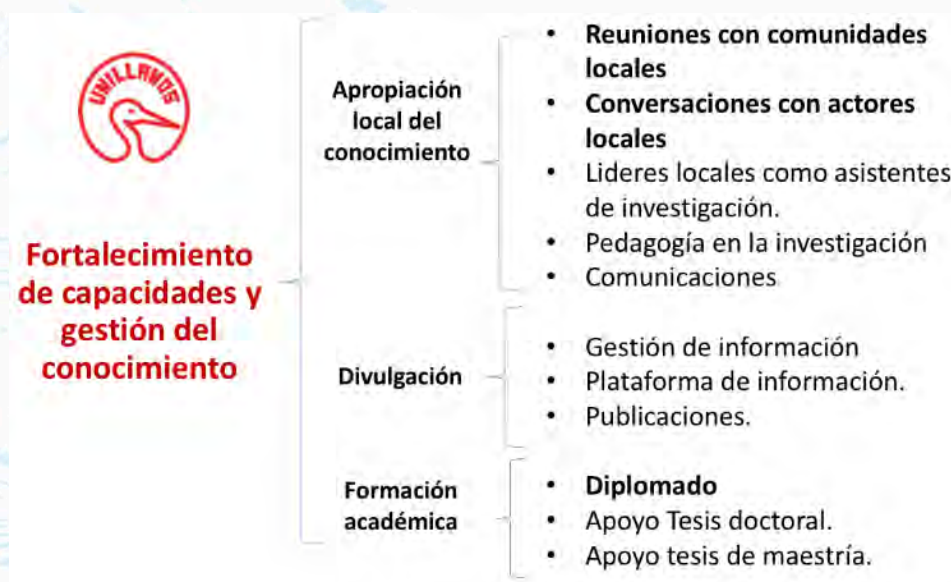 UNILLANOS
Fortalecimiento
de capacidades y
gestión del
conocimiento
Apropiación
local del
conocimiento
• Reuniones con comunidades
locales
• Conversaciones con actores
locales
• Lideres locales como asistentes
de investigación.
• Pedagogía en la investigación
• Comunicaciones
Divulgación
• Gestión de información
• Plataforma de información.
• Publicaciones.
Formación
académica
• Diplomado
• Apoyo Tesis doctoral.
• Apoyo tesis de maestría.